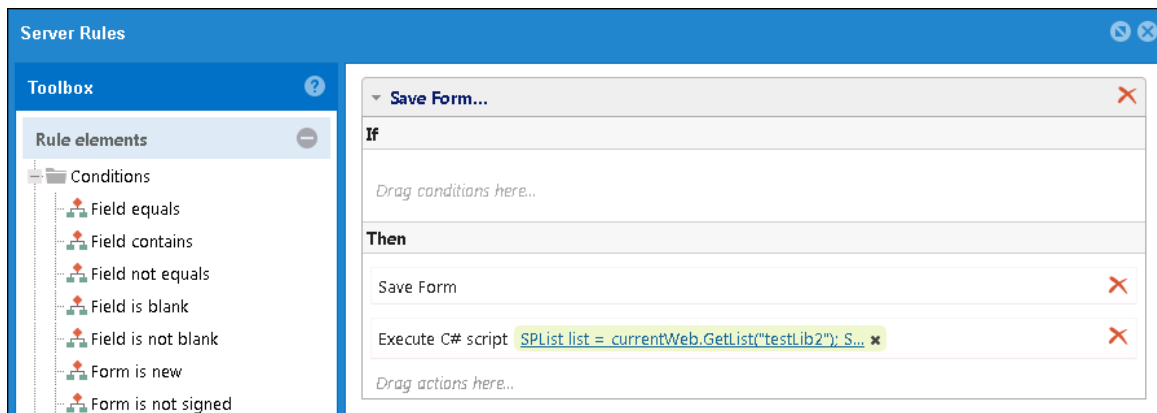 Server Rules
Toolbox
Rule elements
Conditions
Field equals
Field contains
Field not equals
Field is blank
Field is not blank
Form is new
Form is not signed
Save Form...
If
Drag conditions here...
Then
Save Form
Execute C# script SPList list = currentWeb.GetList("testLib2"); S...
Drag actions here...